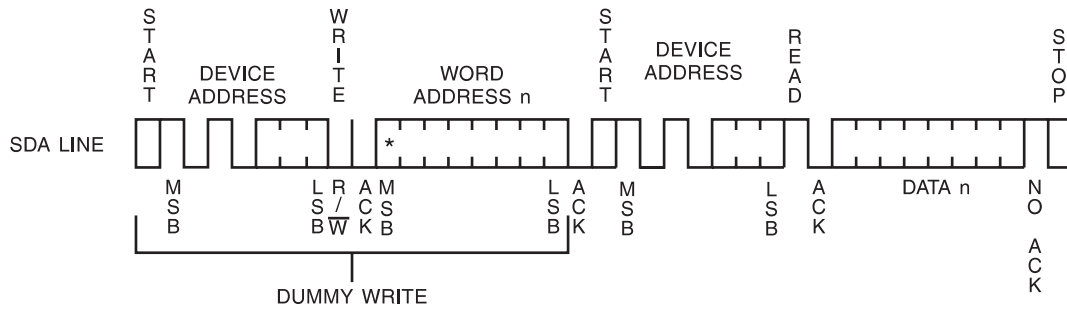 START
WRITE
START
READ
STOP
DEVICE
ADDRESS
WORD
ADDRESS n
DEVICE
ADDRESS
SDA LINE
*
MSB
LSB
R/W
ACK
MSB
LSB
ACK
MSB
LSB
ACK
DATA n
NO ACK
DUMMY WRITE